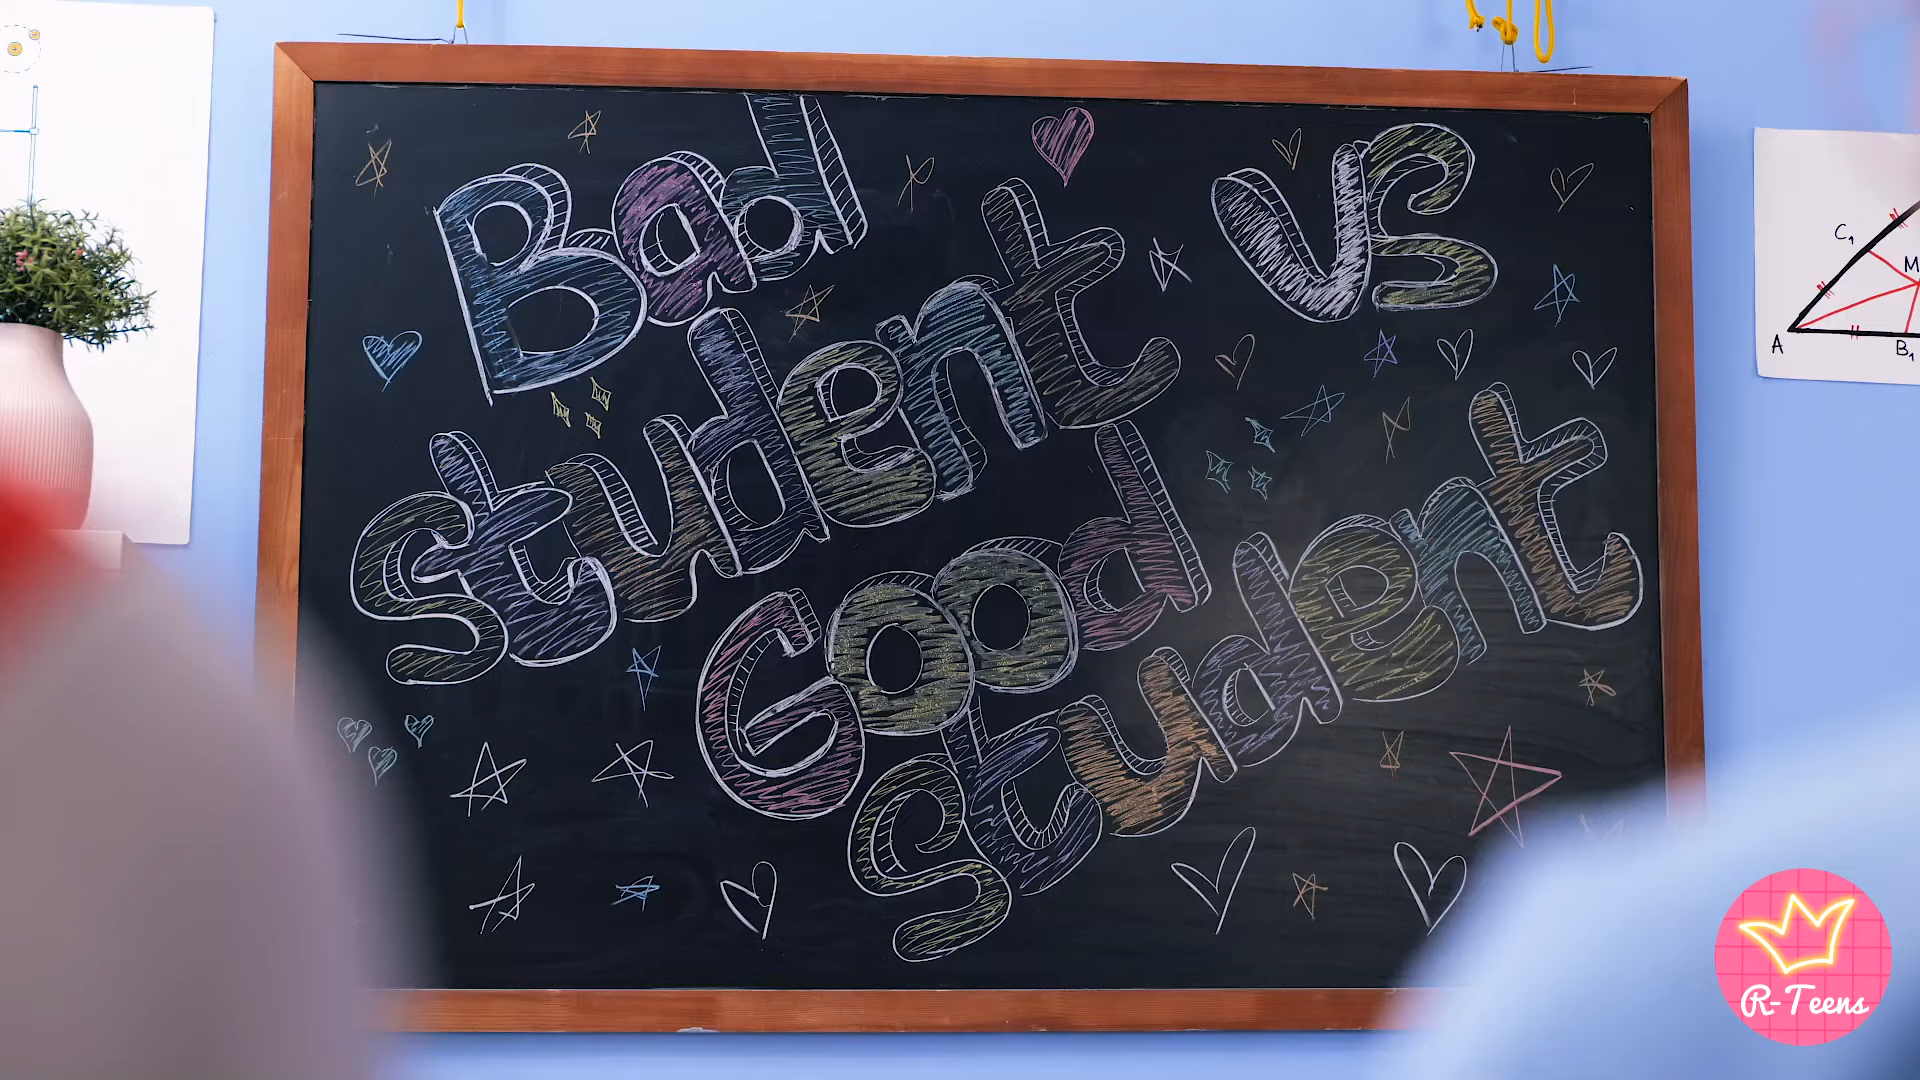 Bad vs
student
Good
student
C₁
M
A
B₁
R-Teens